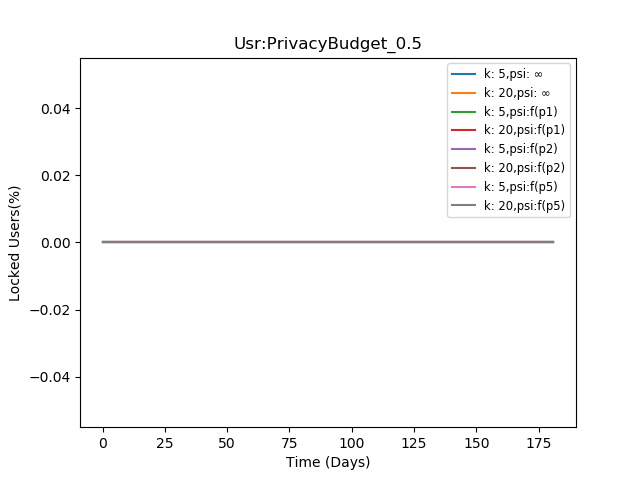 Usr:PrivacyBudget_0.5
k: 5,psi: ∞
k: 20,psi: ∞
k: 5,psi:f(p1)
k: 20,psi:f(p1)
k: 5,psi:f(p2)
k: 20,psi:f(p2)
k: 5,psi:f(p5)
k: 20,psi:f(p5)
0.04
0.02
0.00
−0.02
−0.04
Locked Users(%)
0 25 50 75 100 125 150 175
Time (Days)